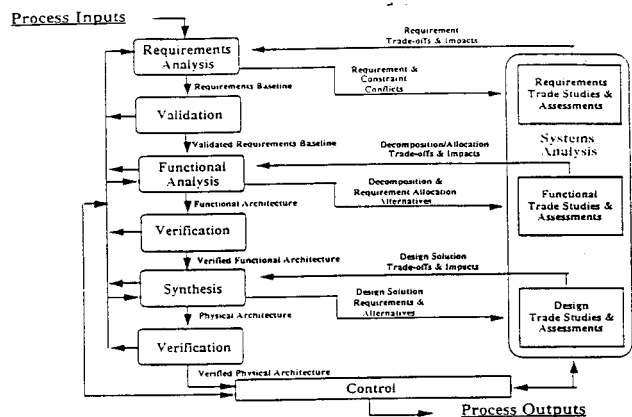 Process Inputs
Requirement
Trade-offs & Impacts
Requirements
Analysis
Requirement &
Constraint
Conflicts
Requirements
Trade Studies &
Assessments
Requirements Baseline
Validation
Systems
Analysis
Validated Requirements Baseline
Decomposition/Allocation
Trade-offs & Impacts
Functional
Analysis
Decomposition &
Requirement Allocation
Alternatives
Functional
Trade Studies &
Assessments
Functional Architecture
Verification
Verified Functional Architecture
Design Solution
Trade-offs & Impacts
Synthesis
Design Solution
Requirements &
Alternatives
Design
Trade Studies &
Assessments
Physical Architecture
Verification
Verified Physical Architecture
Control
Process Outputs